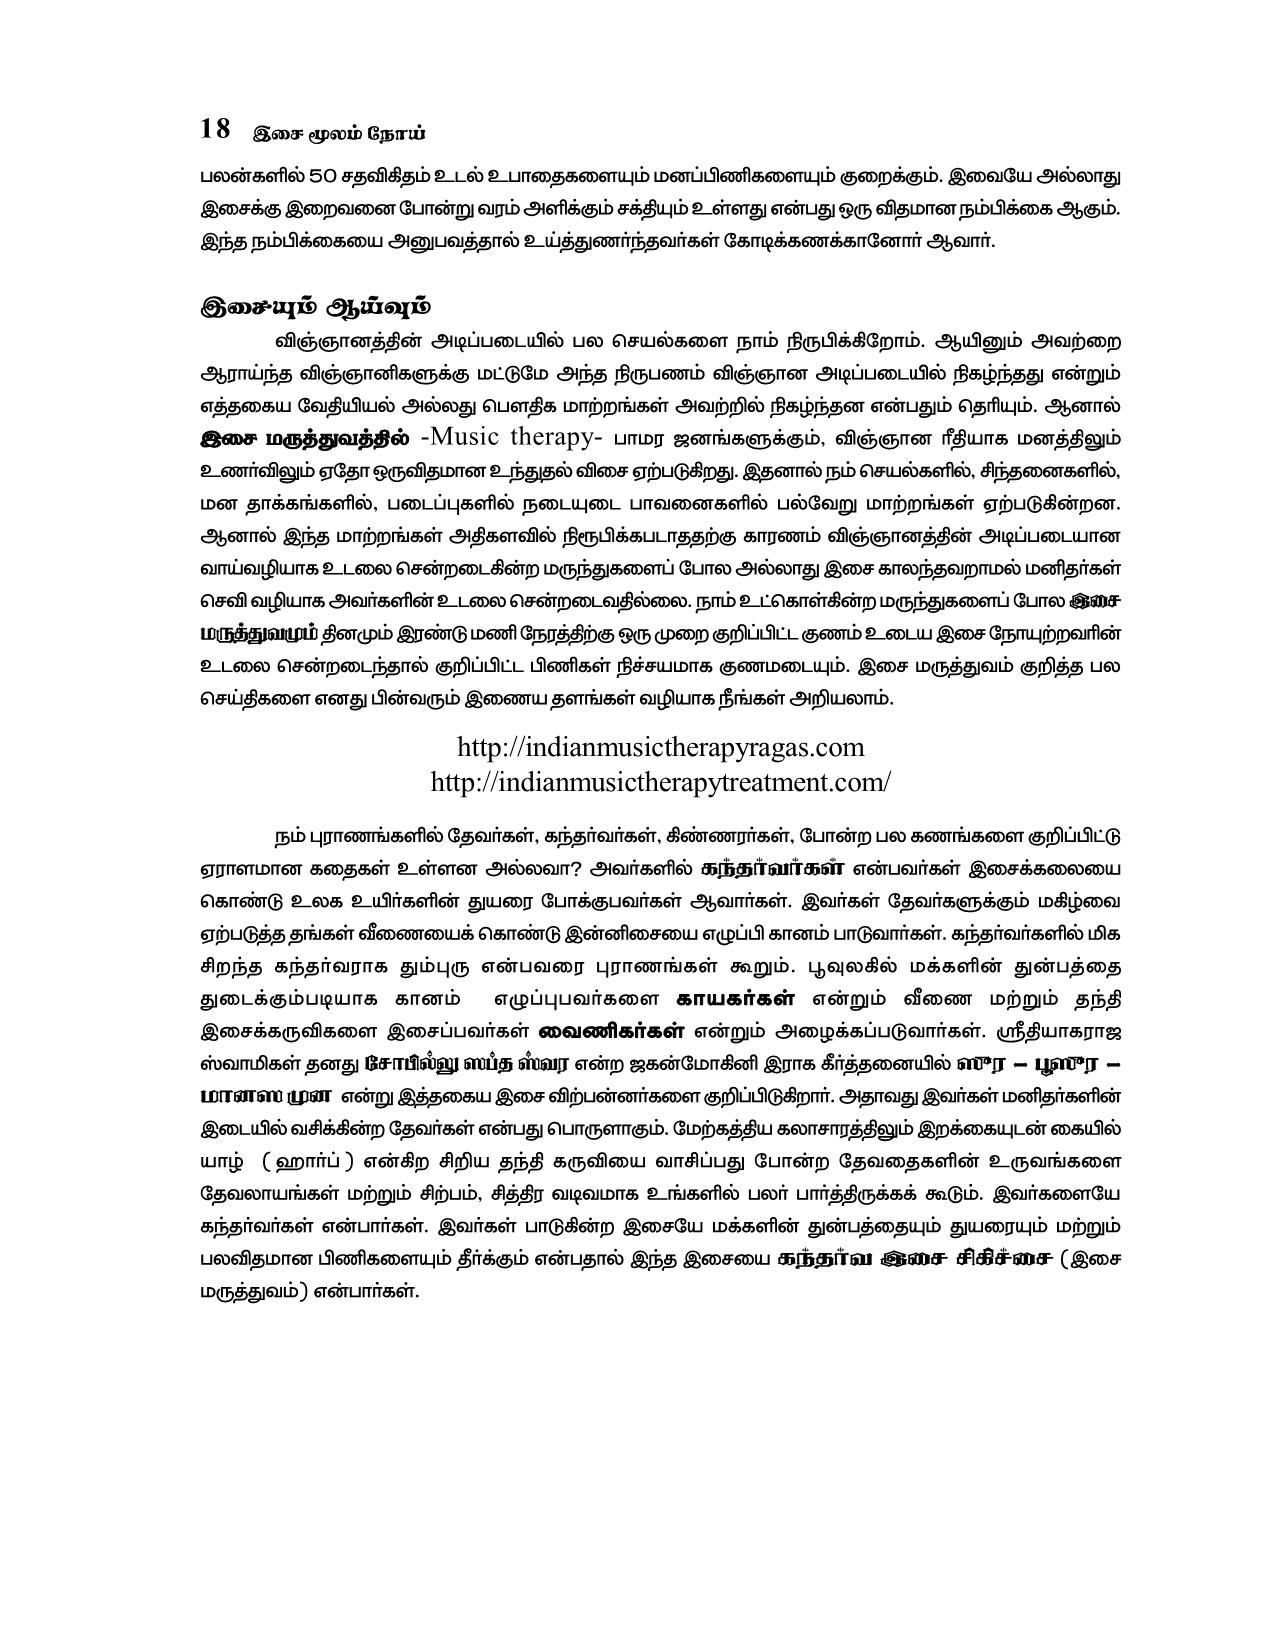 18 இசை மூலம் நோய்
பலன்களில் 50 சதவிகிதம் உடல் உபாதைகளையும் மனப்பிணிகளையும் குறைக்கும். இவையே அல்லாது
இசைக்கு இறைவனை போன்று வரம் அளிக்கும் சக்தியும் உள்ளது என்பது ஒரு விதமான நம்பிக்கை ஆகும்.
இந்த நம்பிக்கையை அனுபவத்தால் உய்த்துணர்ந்தவர்கள் கோடிக்கணக்கானோர் ஆவார்.
இசையும் ஆய்வும்
விஞ்ஞானத்தின் அடிப்படையில் பல செயல்களை நாம் நிருபிக்கிறோம். ஆயினும் அவற்றை
ஆராய்ந்த விஞ்ஞானிகளுக்கு மட்டுமே அந்த நிருபணம் விஞ்ஞான அடிப்படையில் நிகழ்ந்தது என்றும்
எத்தகைய வேதியியல் அல்லது பௌதிக மாற்றங்கள் அவற்றில் நிகழ்ந்தன என்பதும் தெரியும். ஆனால்
இசை மருத்துவத்தில் -Music therapy- பாமர ஜனங்களுக்கும், விஞ்ஞான ரீதியாக மனத்திலும்
உணர்விலும் ஏதோ ஒருவிதமான உந்துதல் விசை ஏற்படுகிறது. இதனால் நம் செயல்களில், சிந்தனைகளில்,
மன தாக்கங்களில், படைப்புகளில் நடையுடை பாவனைகளில் பல்வேறு மாற்றங்கள் ஏற்படுகின்றன.
ஆனால் இந்த மாற்றங்கள் அதிகளவில் நிரூபிக்கபடாததற்கு காரணம் விஞ்ஞானத்தின் அடிப்படையான
வாய்வழியாக உடலை சென்றடைகின்ற மருந்துகளைப் போல அல்லாது இசை காலந்தவறாமல் மனிதர்கள்
செவி வழியாக அவர்களின் உடலை சென்றடைவதில்லை. நாம் உட்கொள்கின்ற மருந்துகளைப் போல இசை
மருத்துவமும் தினமும் இரண்டு மணி நேரத்திற்கு ஒரு முறை குறிப்பிட்ட குணம் உடைய இசை நோயுற்றவரின்
உடலை சென்றடைந்தால் குறிப்பிட்ட பிணிகள் நிச்சயமாக குணமடையும். இசை மருத்துவம் குறித்த பல
செய்திகளை எனது பின்வரும் இணைய தளங்கள் வழியாக நீங்கள் அறியலாம்.
http://indianmusictherapyragas.com
http://indianmusictherapytreatment.com/
நம் புராணங்களில் தேவர்கள், கந்தர்வர்கள், கிண்ணரர்கள், போன்ற பல கணங்களை குறிப்பிட்டு
ஏராளமான கதைகள் உள்ளன அல்லவா? அவர்களில் கந்தர்வர்கள் என்பவர்கள் இசைக்கலையை
கொண்டு உலக உயிர்களின் துயரை போக்குபவர்கள் ஆவார்கள். இவர்கள் தேவர்களுக்கும் மகிழ்வை
ஏற்படுத்த தங்கள் வீணையைக் கொண்டு இன்னிசையை எழுப்பி கானம் பாடுவார்கள். கந்தர்வர்களில் மிக
சிறந்த கந்தர்வராக தும்புரு என்பவரை புராணங்கள் கூறும். பூவுலகில் மக்களின் துன்பத்தை
துடைக்கும்படியாக கானம் எழுப்புபவர்களை காயகர்கள் என்றும் வீணை மற்றும் தந்தி
இசைக்கருவிகளை இசைப்பவர்கள் வைணிகர்கள் என்றும் அழைக்கப்படுவார்கள். ஸ்ரீதியாகராஜ
ஸ்வாமிகள் தனது சோபில்லு ஸப்த ஸ்வர என்ற ஜகன்மோகினி இராக கீர்த்தனையில் ஸுர – பூஸுர –
மானஸ முன என்று இத்தகைய இசை விற்பன்னர்களை குறிப்பிடுகிறார். அதாவது இவர்கள் மனிதர்களின்
இடையில் வசிக்கின்ற தேவர்கள் என்பது பொருளாகும். மேற்கத்திய கலாசாரத்திலும் இறக்கையுடன் கையில்
யாழ் (ஹார்ப்) என்கிற சிறிய தந்தி கருவியை வாசிப்பது போன்ற தேவதைகளின் உருவங்களை
தேவலாயங்கள் மற்றும் சிற்பம், சித்திர வடிவமாக உங்களில் பலர் பார்த்திருக்கக் கூடும். இவர்களையே
கந்தர்வர்கள் என்பார்கள். இவர்கள் பாடுகின்ற இசையே மக்களின் துன்பத்தையும் துயரையும் மற்றும்
பலவிதமான பிணிகளையும் தீர்க்கும் என்பதால் இந்த இசையை கந்தர்வ இசை சிகிச்சை (இசை
மருத்துவம்) என்பார்கள்.